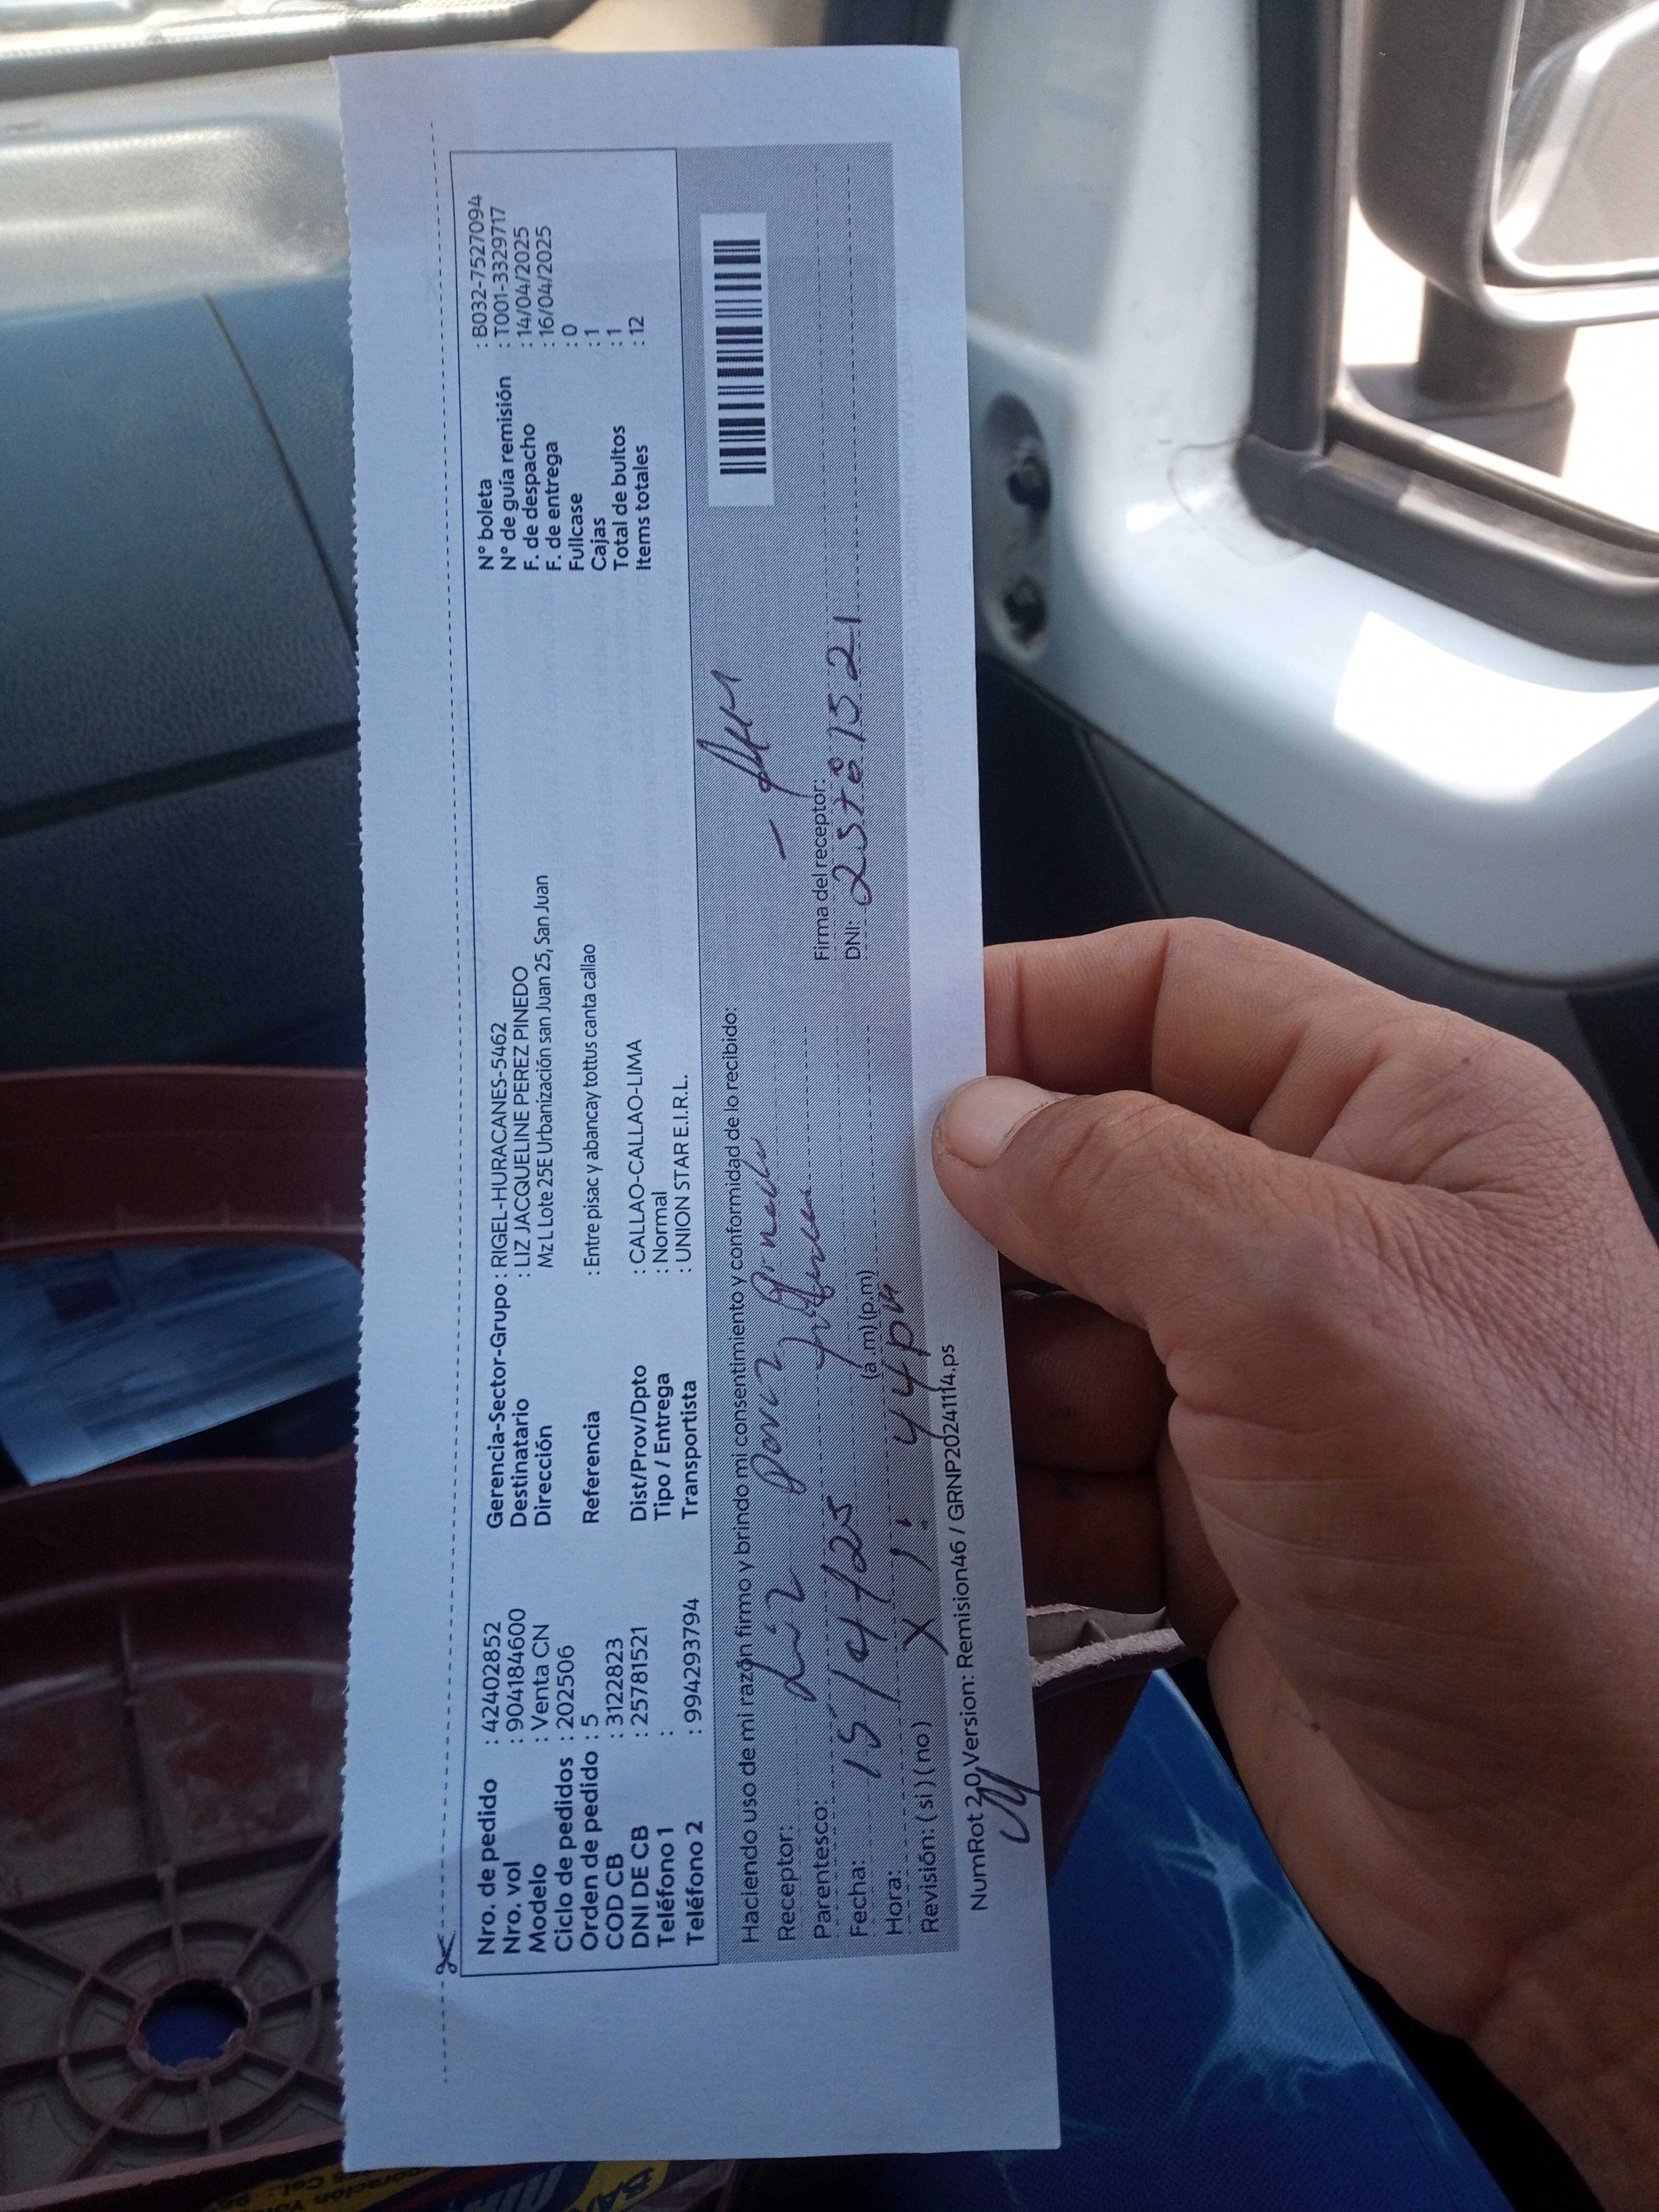 Nro. de pedido : 42402852
Nro. vol : 904184600
Modelo : Venta CN
Ciclo de pedidos : 202506
Orden de pedido : 5
COD CB : 3122823
DNI DE CB : 25781521
Teléfono 1 :
Teléfono 2 : 994293794
Gerencia-Sector-Grupo : RIGEL-HURACANES-5462
Destinatario : LIZ JACQUELINE PEREZ PINEDO
Dirección Mz L Lote 25E Urbanización san Juan 25, San Juan
Referencia : Entre pisac y abancay tottus canta callao
Dist/Prov/Dpto : CALLAO-CALLAO-LIMA
Tipo / Entrega : Normal
Transportista : UNION STAR E.I.R.L.
N° boleta : B032-7527094
N° de guía remisión : T001-3329717
F. de despacho : 14/04/2025
F. de entrega : 16/04/2025
Fullcase : 0
Cajas : 1
Total de bultos : 1
Items totales : 12
Haciendo uso de mi razón firmo y brindo mi consentimiento y conformidad de lo recibido:
Receptor: Liz Perez
Parentesco:
Fecha: 15/4/25
Hora: 1:44 pm (a.m) (p.m)
Revisión: (si) (no) X
Firma del receptor:
DNI: 25781521
NumRot 2.0 Version: Remision46 / GRNP20241114.ps